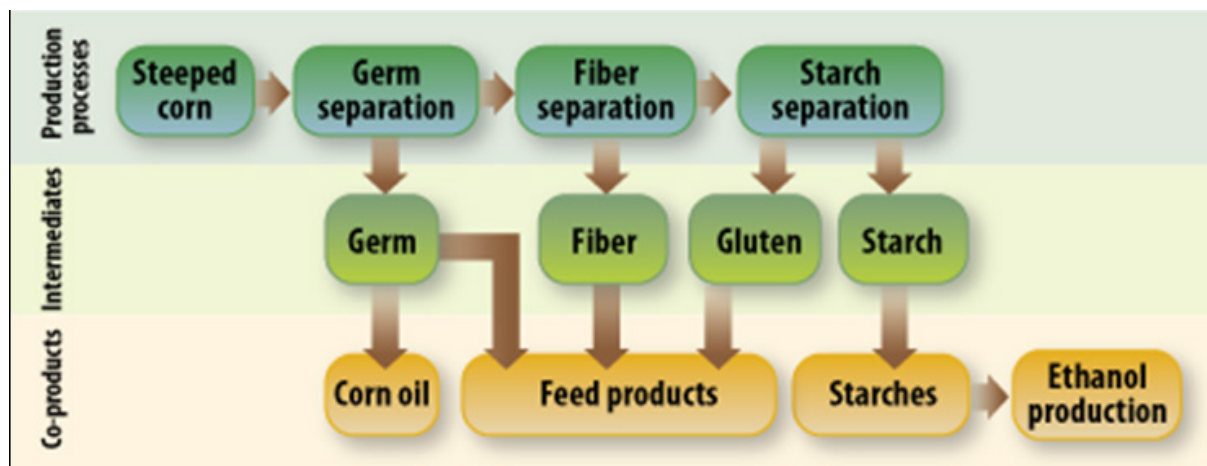 Production
processes
Steeped
corn
Germ
separation
Fiber
separation
Starch
separation
Intermediates
Germ
Fiber
Gluten
Starch
Co-products
Corn oil
Feed products
Starches
Ethanol
production